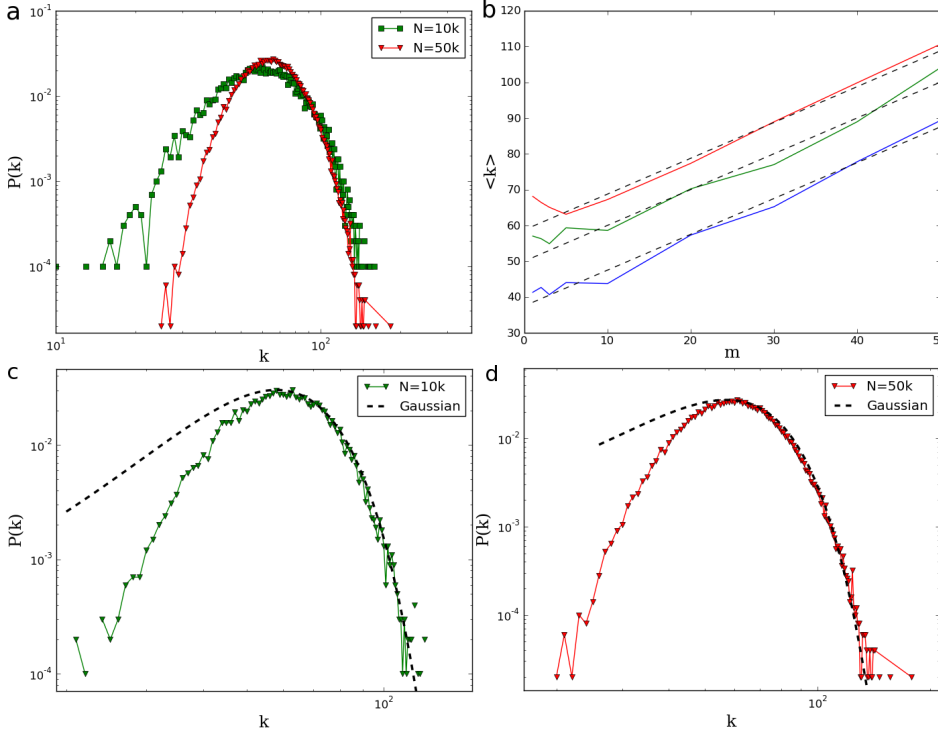 a
10^-1
10^-2
10^-3
10^-4
P(k)
10^1
10^2
k
N=10k
N=50k
b
120
110
100
90
80
70
60
50
40
30
<k>
0
10
20
30
40
50
m
c
10^-2
10^-3
10^-4
P(k)
10^2
k
N=10k
Gaussian
d
10^-2
10^-3
10^-4
P(k)
10^2
k
N=50k
Gaussian